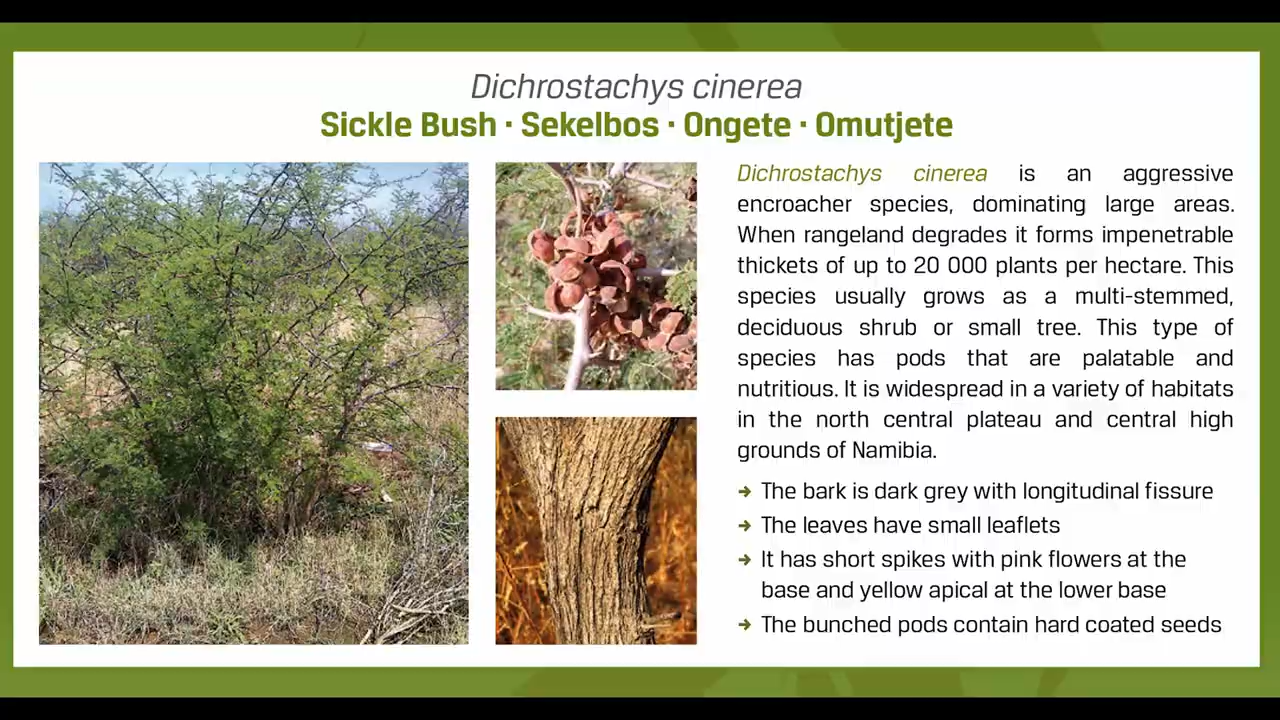 Dichrostachys cinerea
Sickle Bush · Sekelbos · Ongete · Omutjete
Dichrostachys cinerea is an aggressive
encroacher species, dominating large areas.
When rangeland degrades it forms impenetrable
thickets of up to 20 000 plants per hectare. This
species usually grows as a multi-stemmed,
deciduous shrub or small tree. This type of
species has pods that are palatable and
nutritious. It is widespread in a variety of habitats
in the north central plateau and central high
grounds of Namibia.
→ The bark is dark grey with longitudinal fissure
→ The leaves have small leaflets
→ It has short spikes with pink flowers at the
base and yellow apical at the lower base
→ The bunched pods contain hard coated seeds